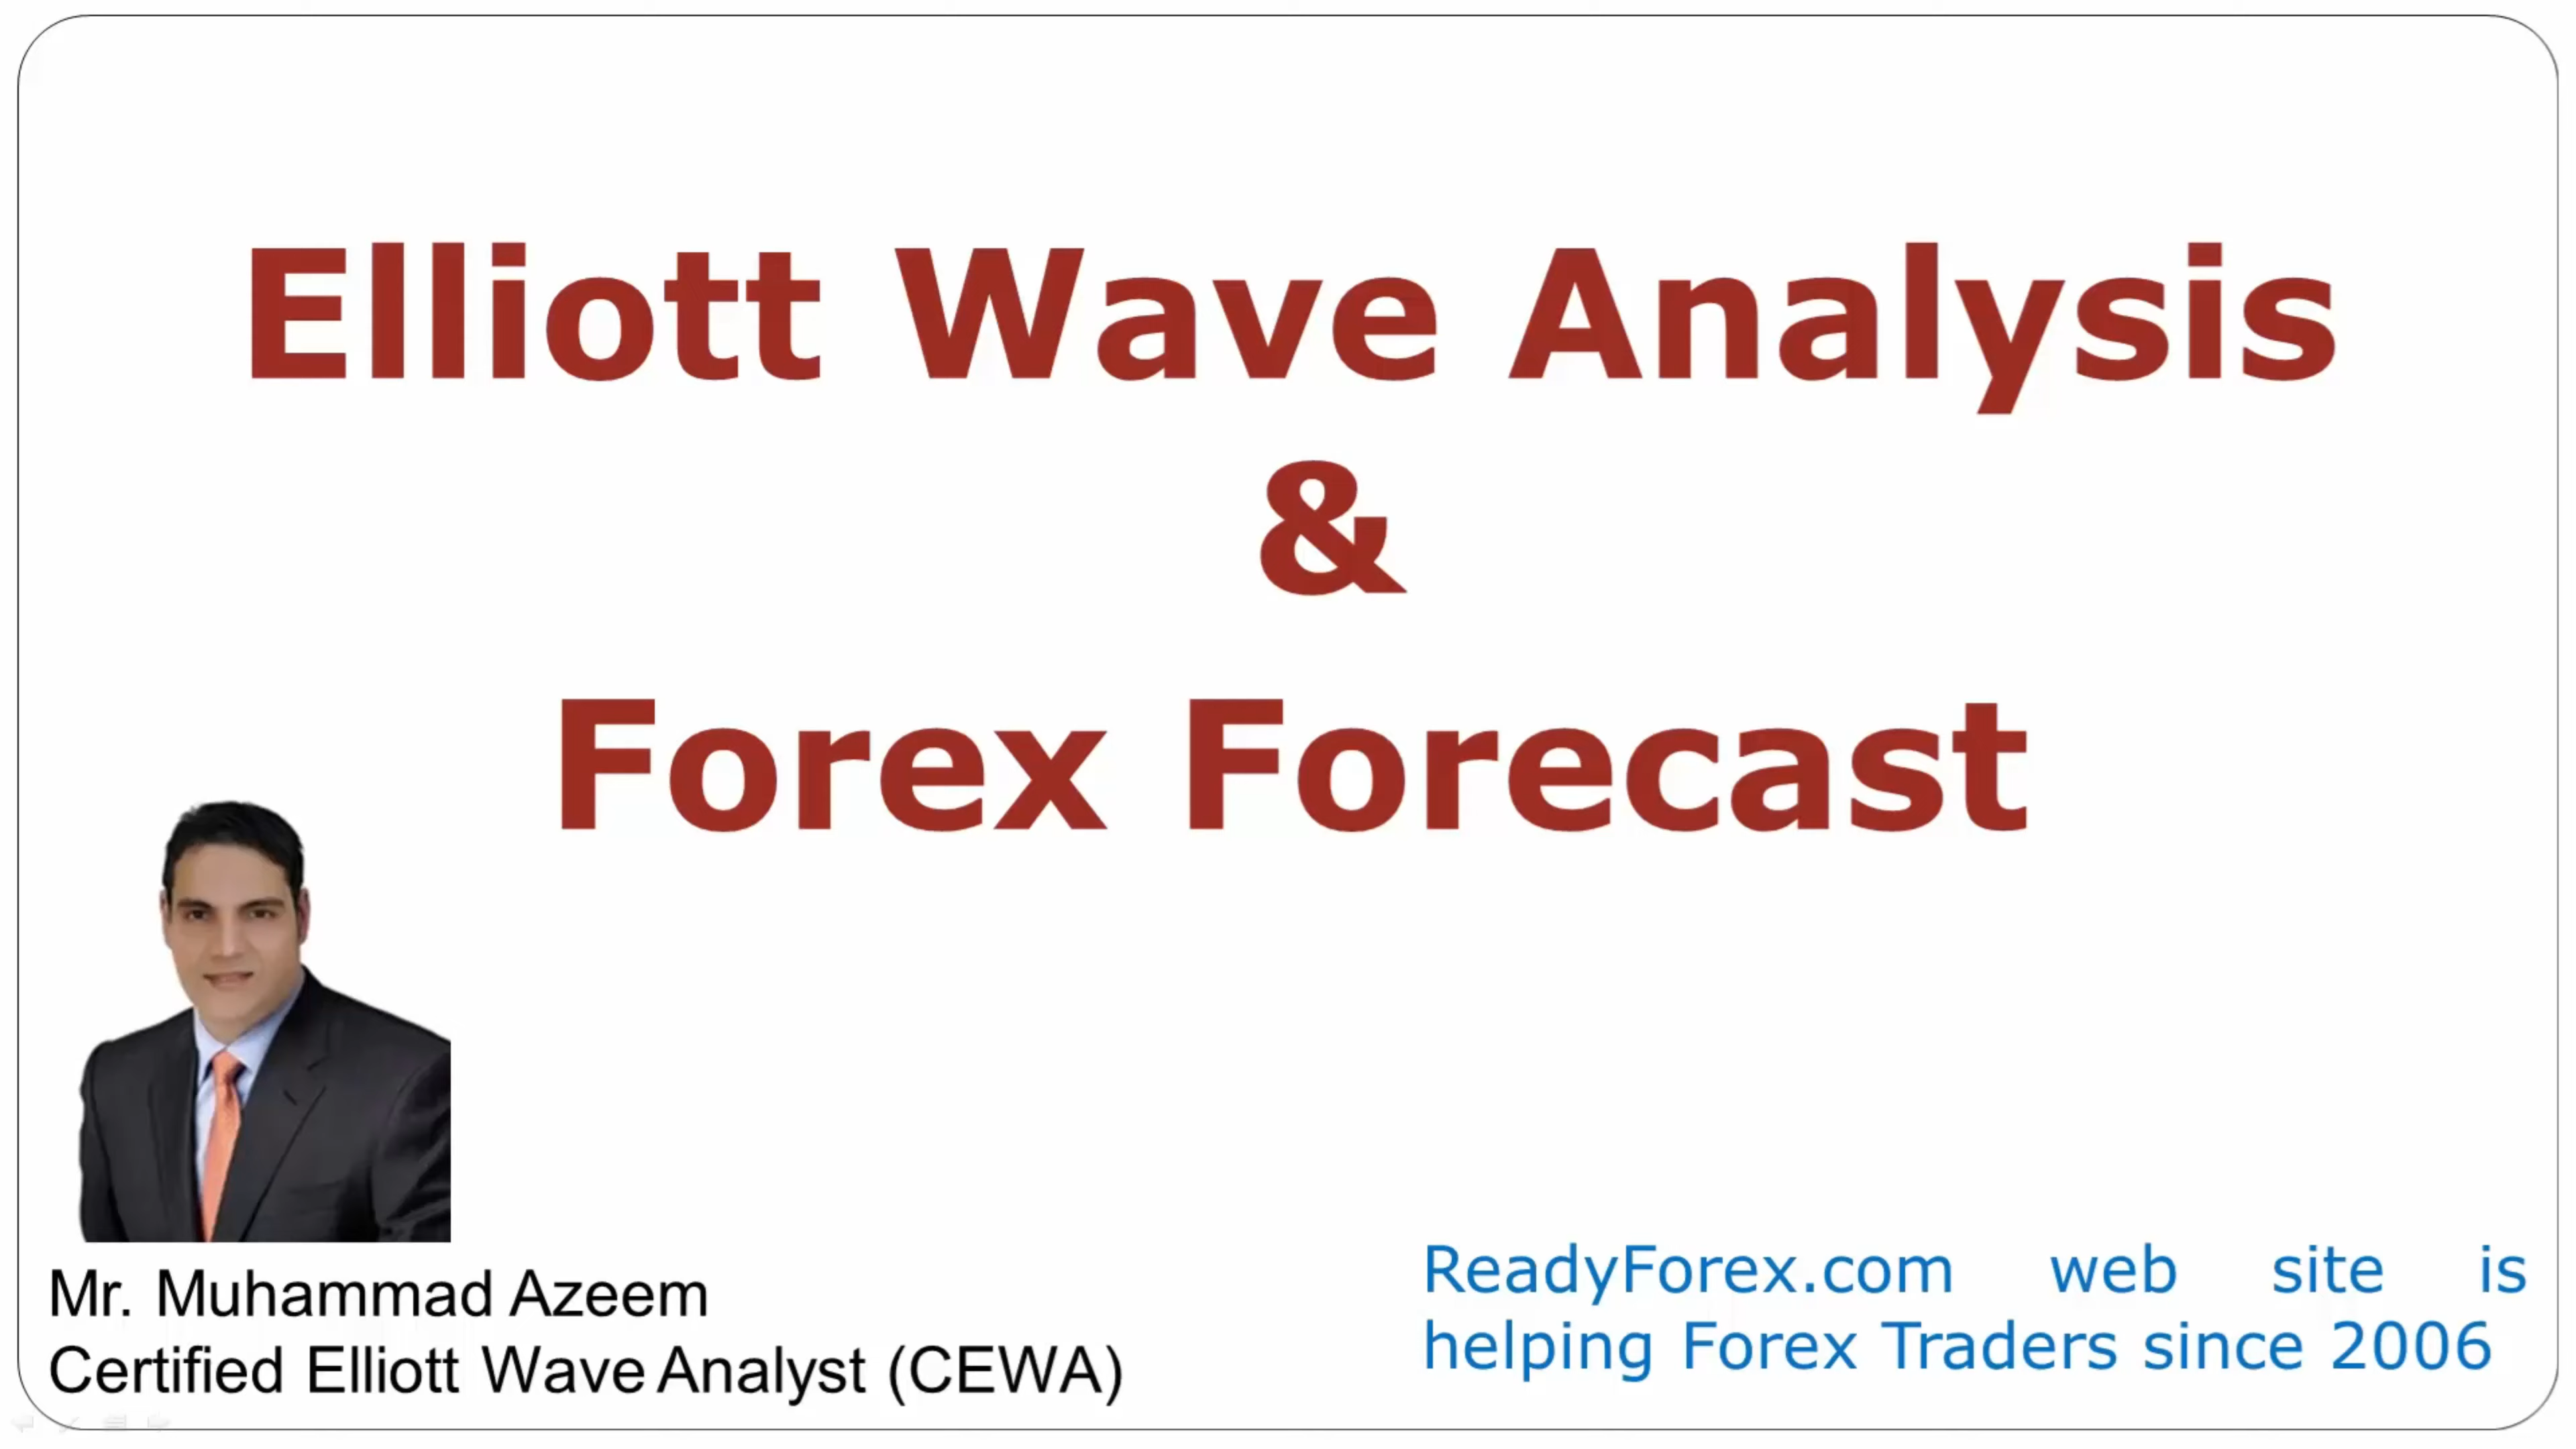 Elliott Wave Analysis
&
Forex Forecast
Mr. Muhammad Azeem
Certified Elliott Wave Analyst (CEWA)
ReadyForex.com web site is
helping Forex Traders since 2006